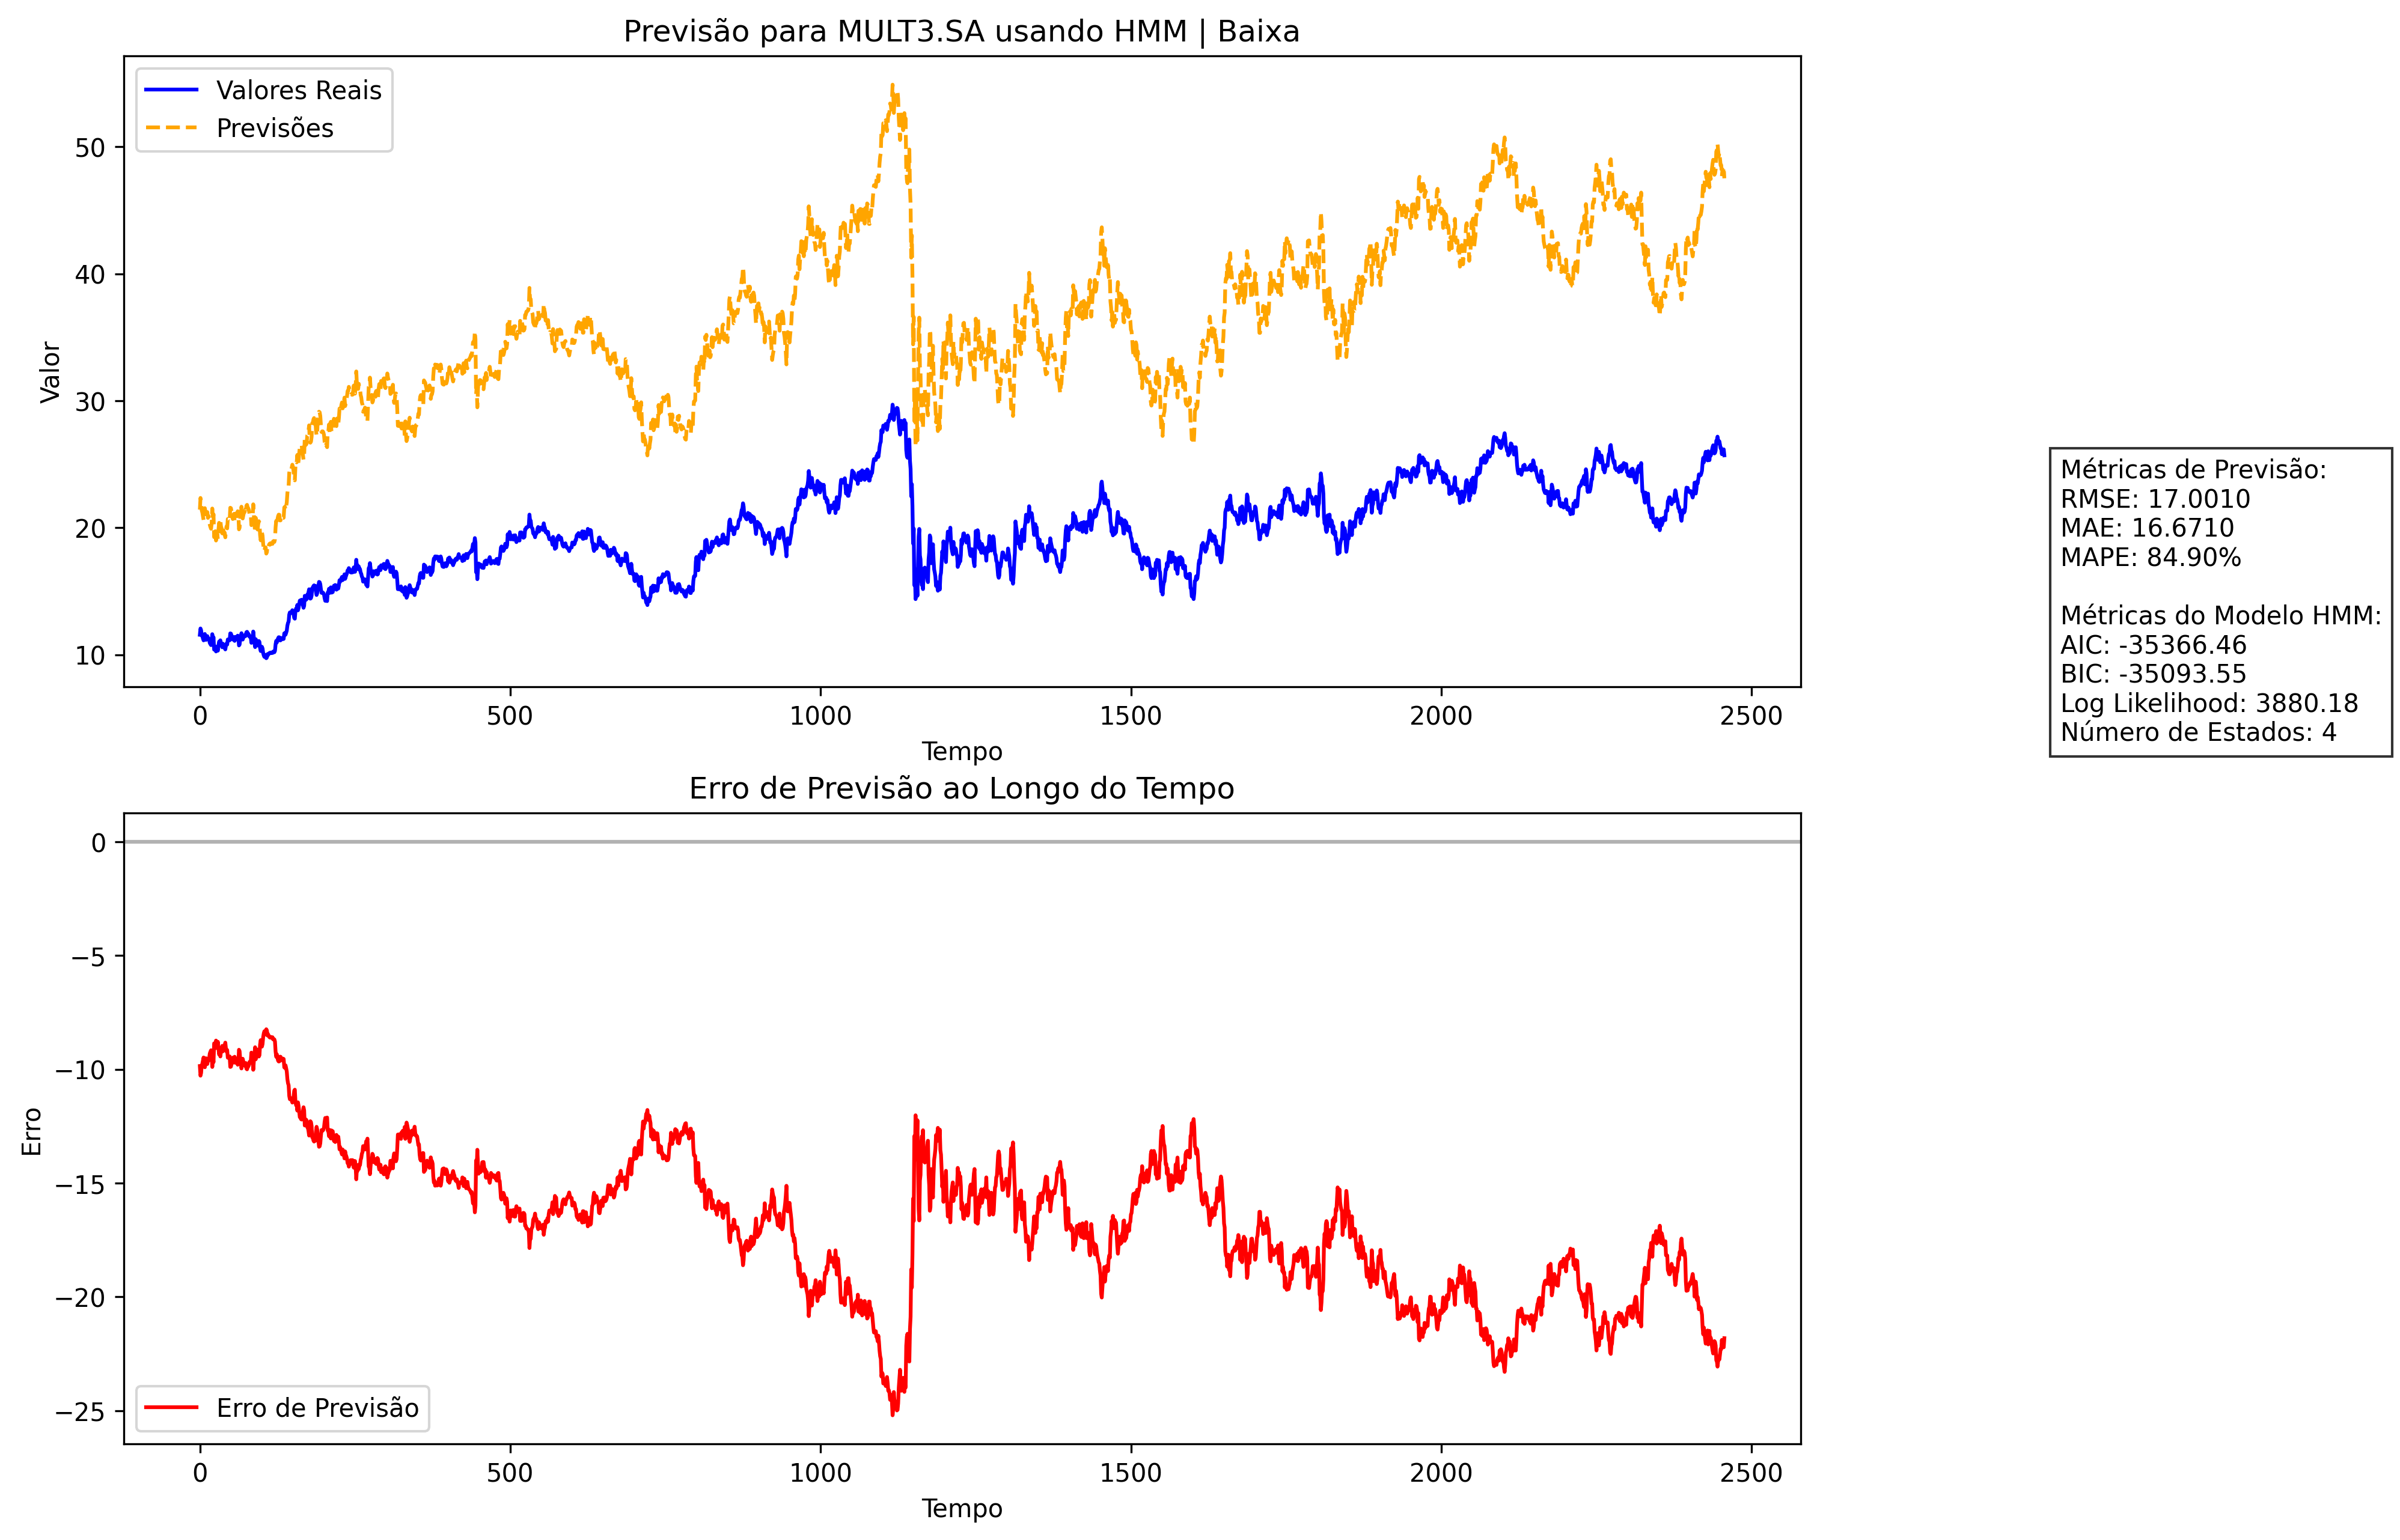 Previsão para MULT3.SA usando HMM | Baixa
Valores Reais
Previsões
Valor
50
40
30
20
10
0
500
1000
1500
2000
2500
Tempo
Métricas de Previsão:
RMSE: 17.0010
MAE: 16.6710
MAPE: 84.90%
Métricas do Modelo HMM:
AIC: -35366.46
BIC: -35093.55
Log Likelihood: 3880.18
Número de Estados: 4
Erro de Previsão ao Longo do Tempo
Erro
0
−5
−10
−15
−20
−25
Erro de Previsão
0
500
1000
1500
2000
2500
Tempo